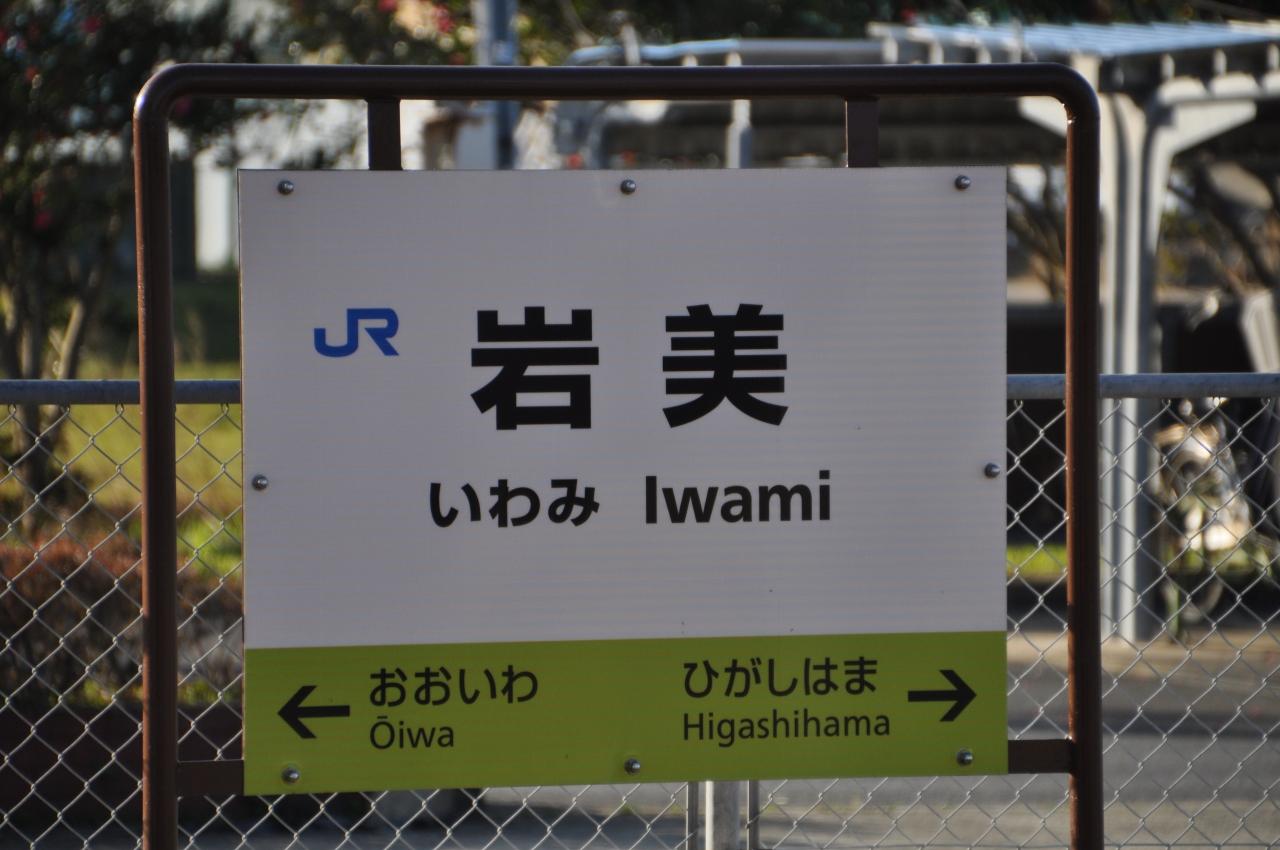 JR
岩美
いわみ Iwami
← おおいわ
Ōiwa
ひがしはま →
Higashihama